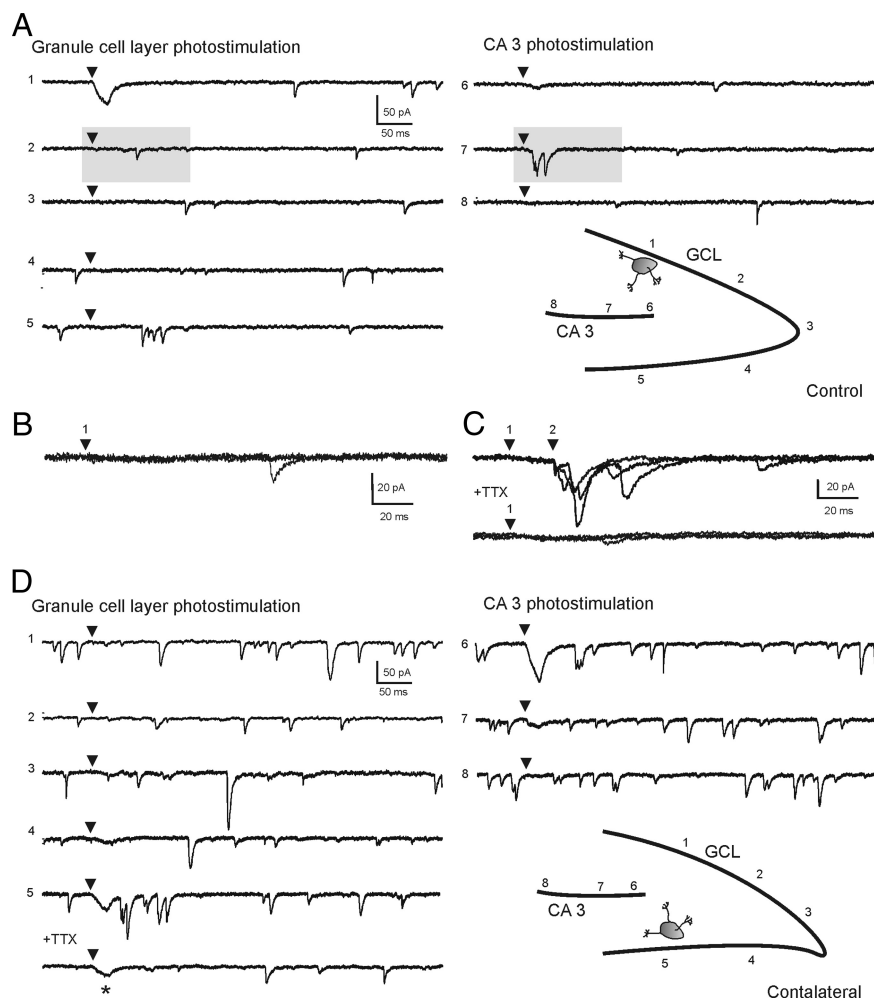 A
Granule cell layer photostimulation
1
50 pA
50 ms
2
3
4
5
CA 3 photostimulation
6
7
8
1
GCL
2
8 7 6
CA 3
3
4
5
Control
B
1
20 pA
20 ms
C
1 2
+TTX
20 pA
20 ms
1
D
Granule cell layer photostimulation
1
50 pA
50 ms
2
3
4
5
+TTX
*
CA 3 photostimulation
6
7
8
1
GCL
2
8 7 6
CA 3
3
5 4
Contalateral